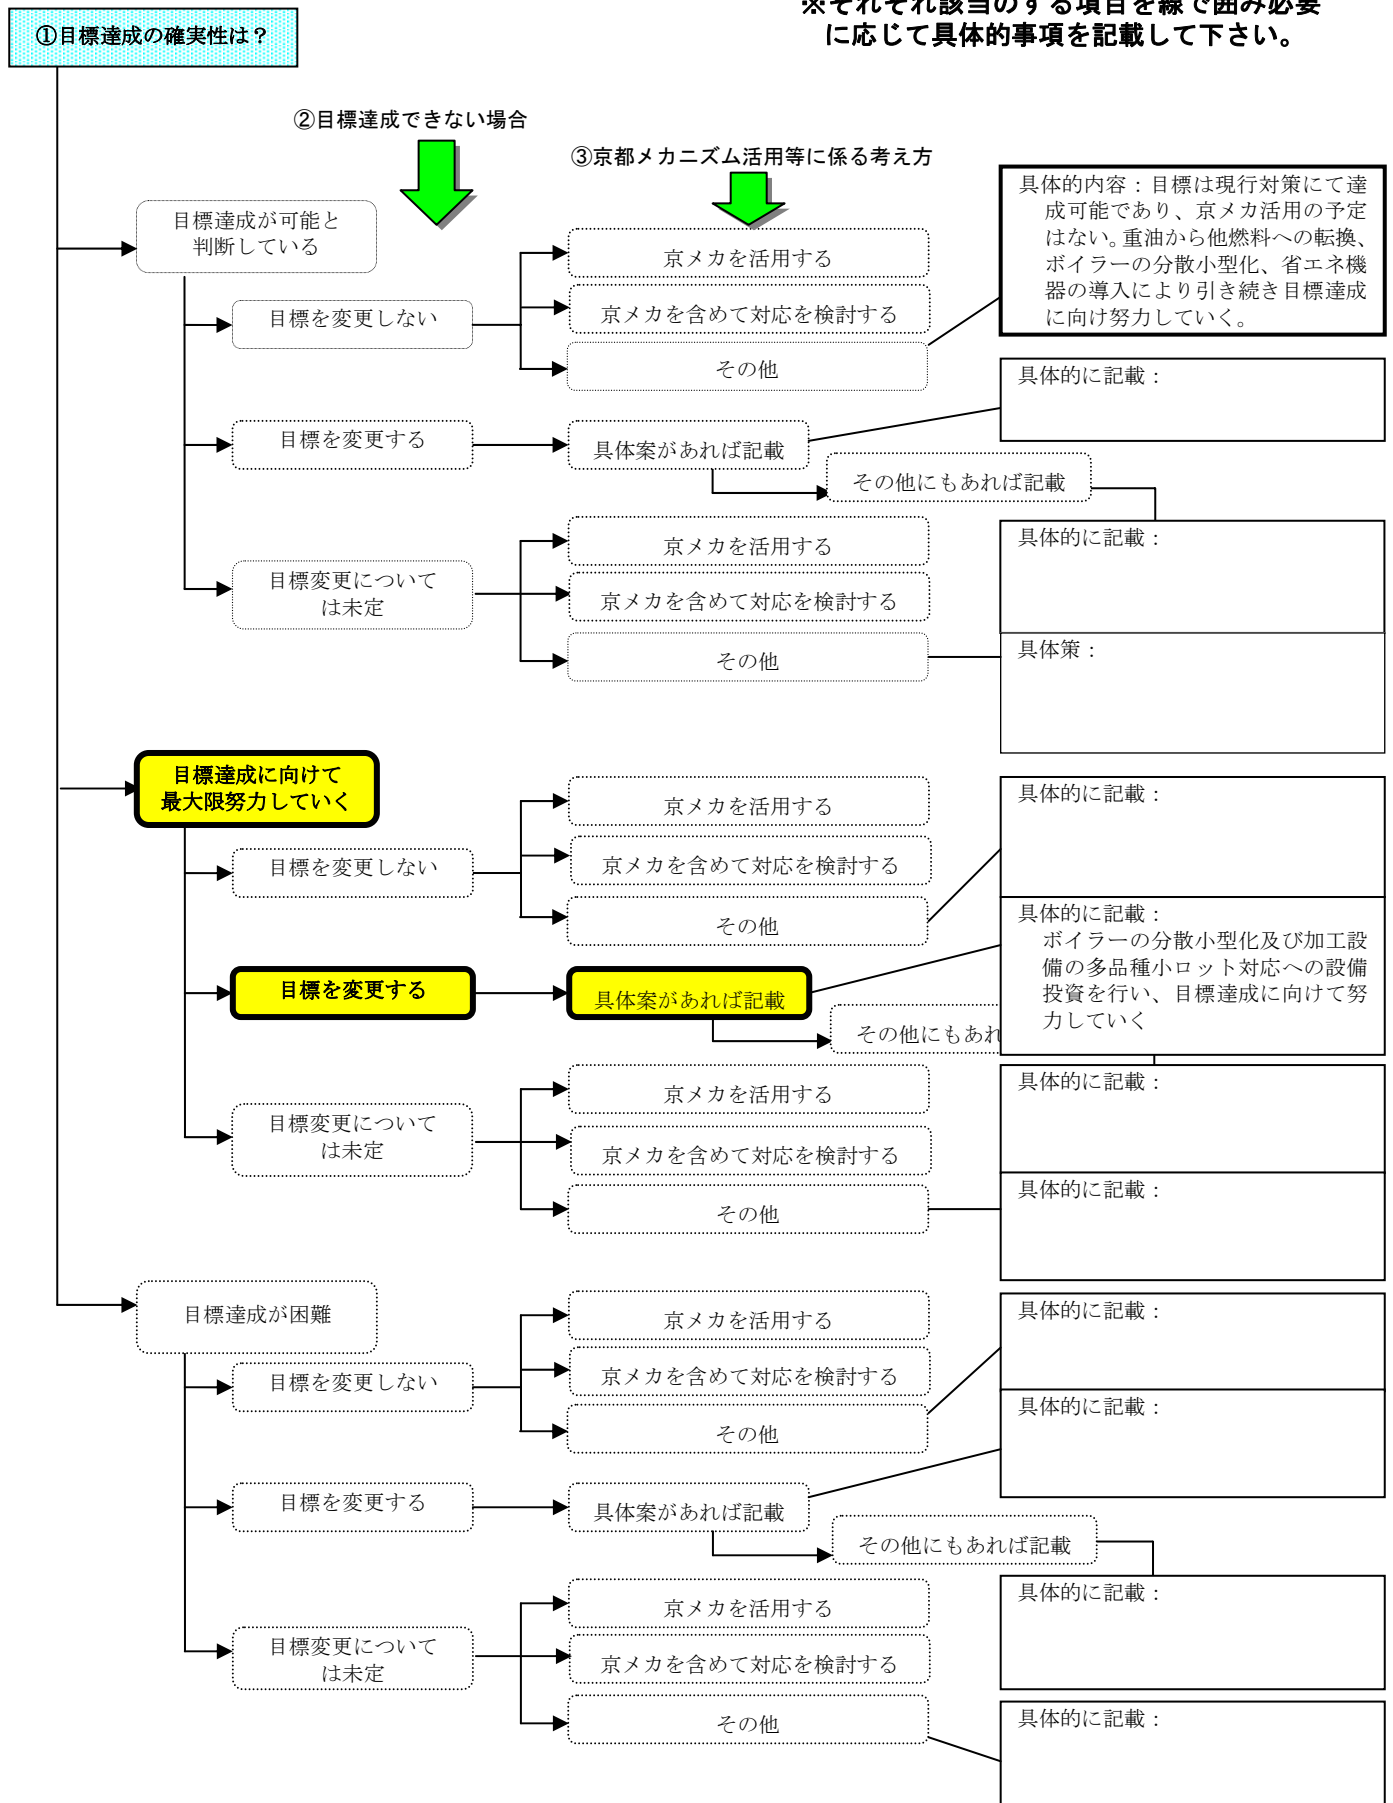 ※それぞれ該当のする項目を線で囲み必要
に応じて具体的事項を記載して下さい。
①目標達成の確実性は？
②目標達成できない場合
③京都メカニズム活用等に係る考え方
目標達成が可能と
判断している
目標を変更しない
京メカを活用する
京メカを含めて対応を検討する
その他
具体的内容：目標は現行対策にて達
成可能であり、京メカ活用の予定
はない。重油から他燃料への転換、
ボイラーの分散小型化、省エネ機
器の導入により引き続き目標達成
に向け努力していく。
目標を変更する
具体案があれば記載
具体的に記載：
その他にもあれば記載
具体的に記載：
目標変更について
は未定
京メカを活用する
京メカを含めて対応を検討する
その他
具体策：
目標達成に向けて
最大限努力していく
目標を変更しない
京メカを活用する
京メカを含めて対応を検討する
その他
具体的に記載：
目標を変更する
具体案があれば記載
具体的に記載：
ボイラーの分散小型化及び加工設
備の多品種小ロット対応への設備
投資を行い、目標達成に向けて努
力していく
その他にもあれ
具体的に記載：
目標変更について
は未定
京メカを活用する
京メカを含めて対応を検討する
その他
具体的に記載：
目標達成が困難
目標を変更しない
京メカを活用する
京メカを含めて対応を検討する
その他
具体的に記載：
目標を変更する
具体案があれば記載
具体的に記載：
その他にもあれば記載
具体的に記載：
目標変更について
は未定
京メカを活用する
京メカを含めて対応を検討する
その他
具体的に記載：